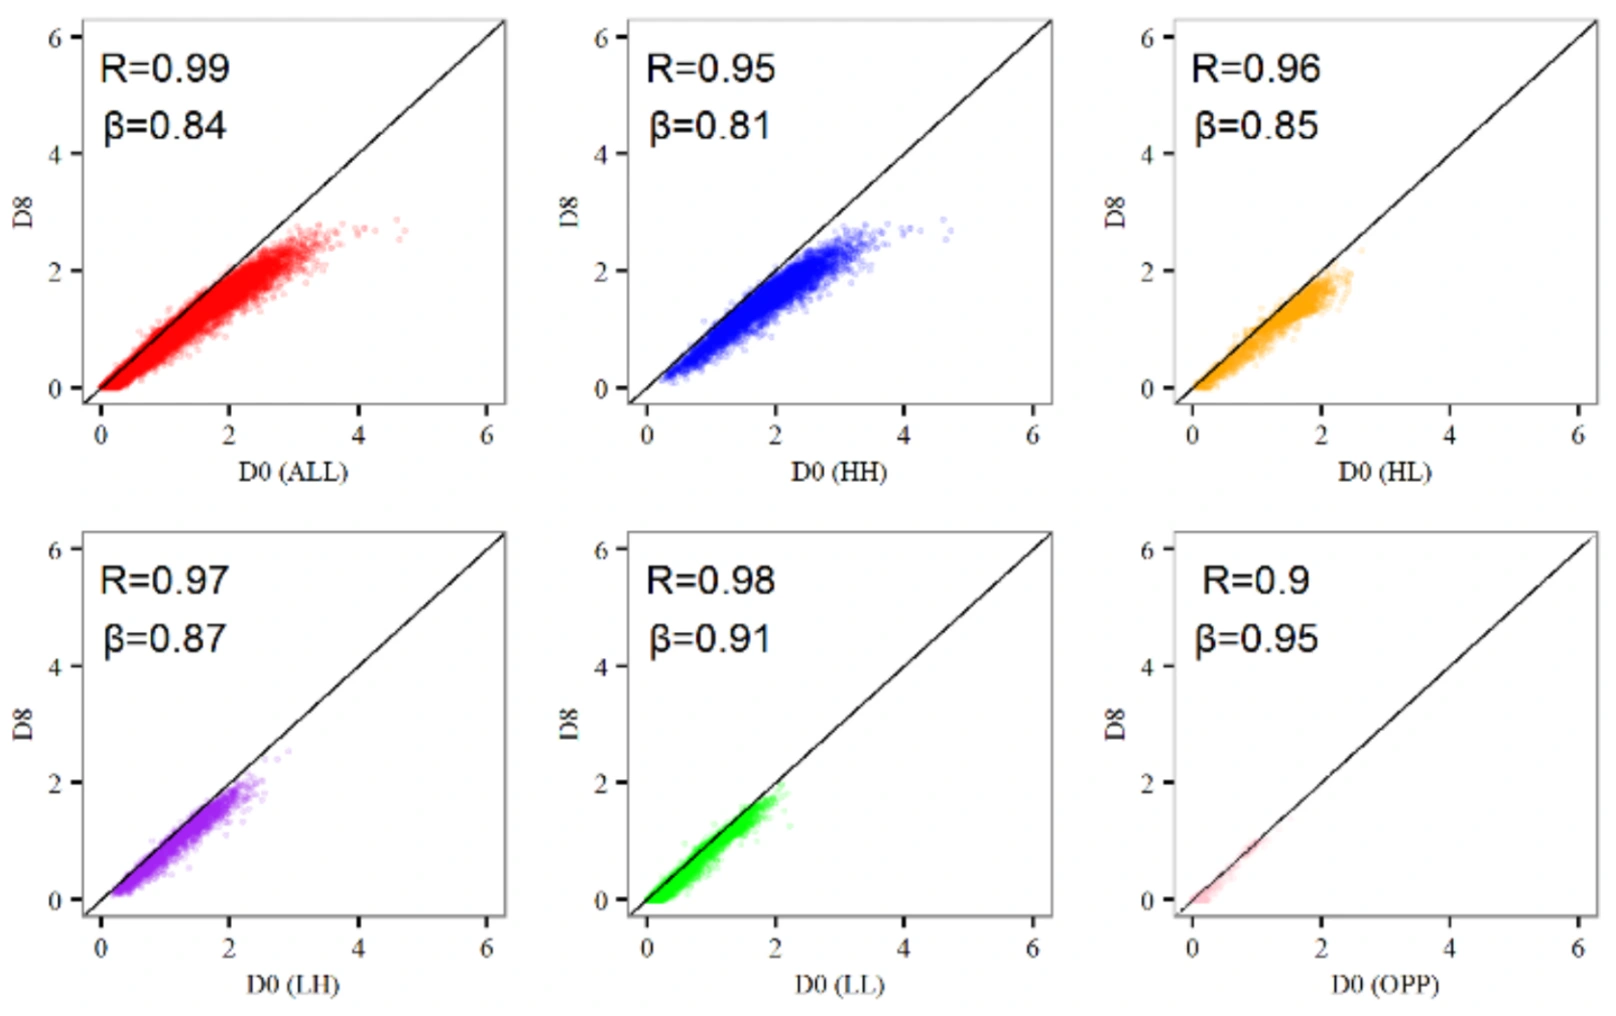 6
R=0.99
β=0.84
4
D8
2
0
0 2 4 6
D0 (ALL)
6
R=0.95
β=0.81
4
D8
2
0
0 2 4 6
D0 (HH)
6
R=0.96
β=0.85
4
D8
2
0
0 2 4 6
D0 (HL)
6
R=0.97
β=0.87
4
D8
2
0
0 2 4 6
D0 (LH)
6
R=0.98
β=0.91
4
D8
2
0
0 2 4 6
D0 (LL)
6
R=0.9
β=0.95
4
D8
2
0
0 2 4 6
D0 (OPP)